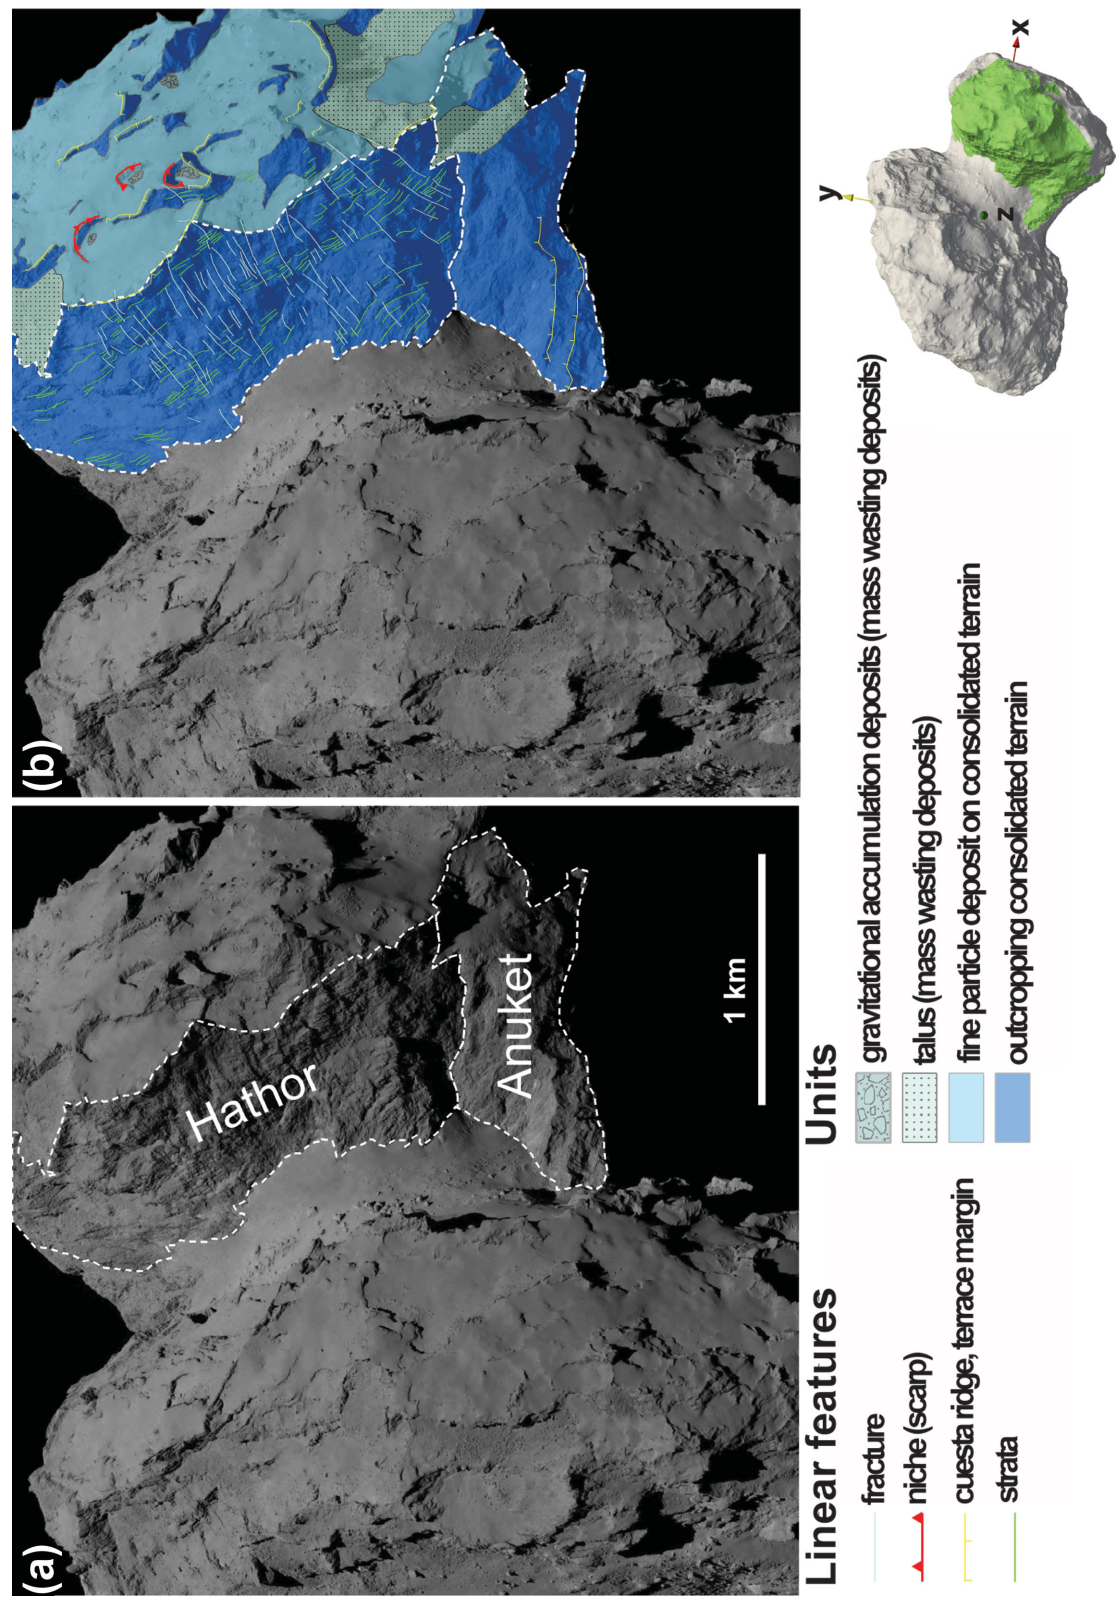 (a)
Hathor
Anuket
1 km
(b)
Linear features
fracture
niche (scarp)
cuesta ridge, terrace margin
strata
Units
gravitational accumulation deposits (mass wasting deposits)
talus (mass wasting deposits)
fine particle deposit on consolidated terrain
outcropping consolidated terrain
y
z
x